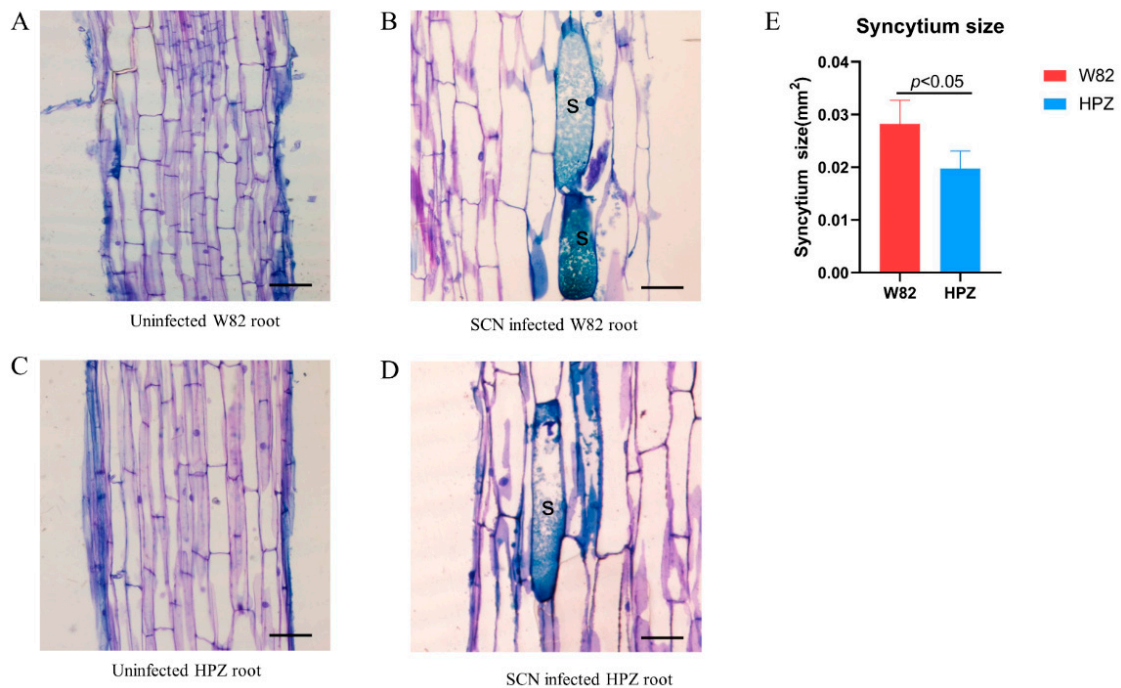 A
B
E
Syncytium size
S
S
W82
HPZ
p<0.05
Syncytium size(mm²)
0.04
0.03
0.02
0.01
0.00
W82
HPZ
Uninfected W82 root
SCN infected W82 root
C
D
S
Uninfected HPZ root
SCN infected HPZ root